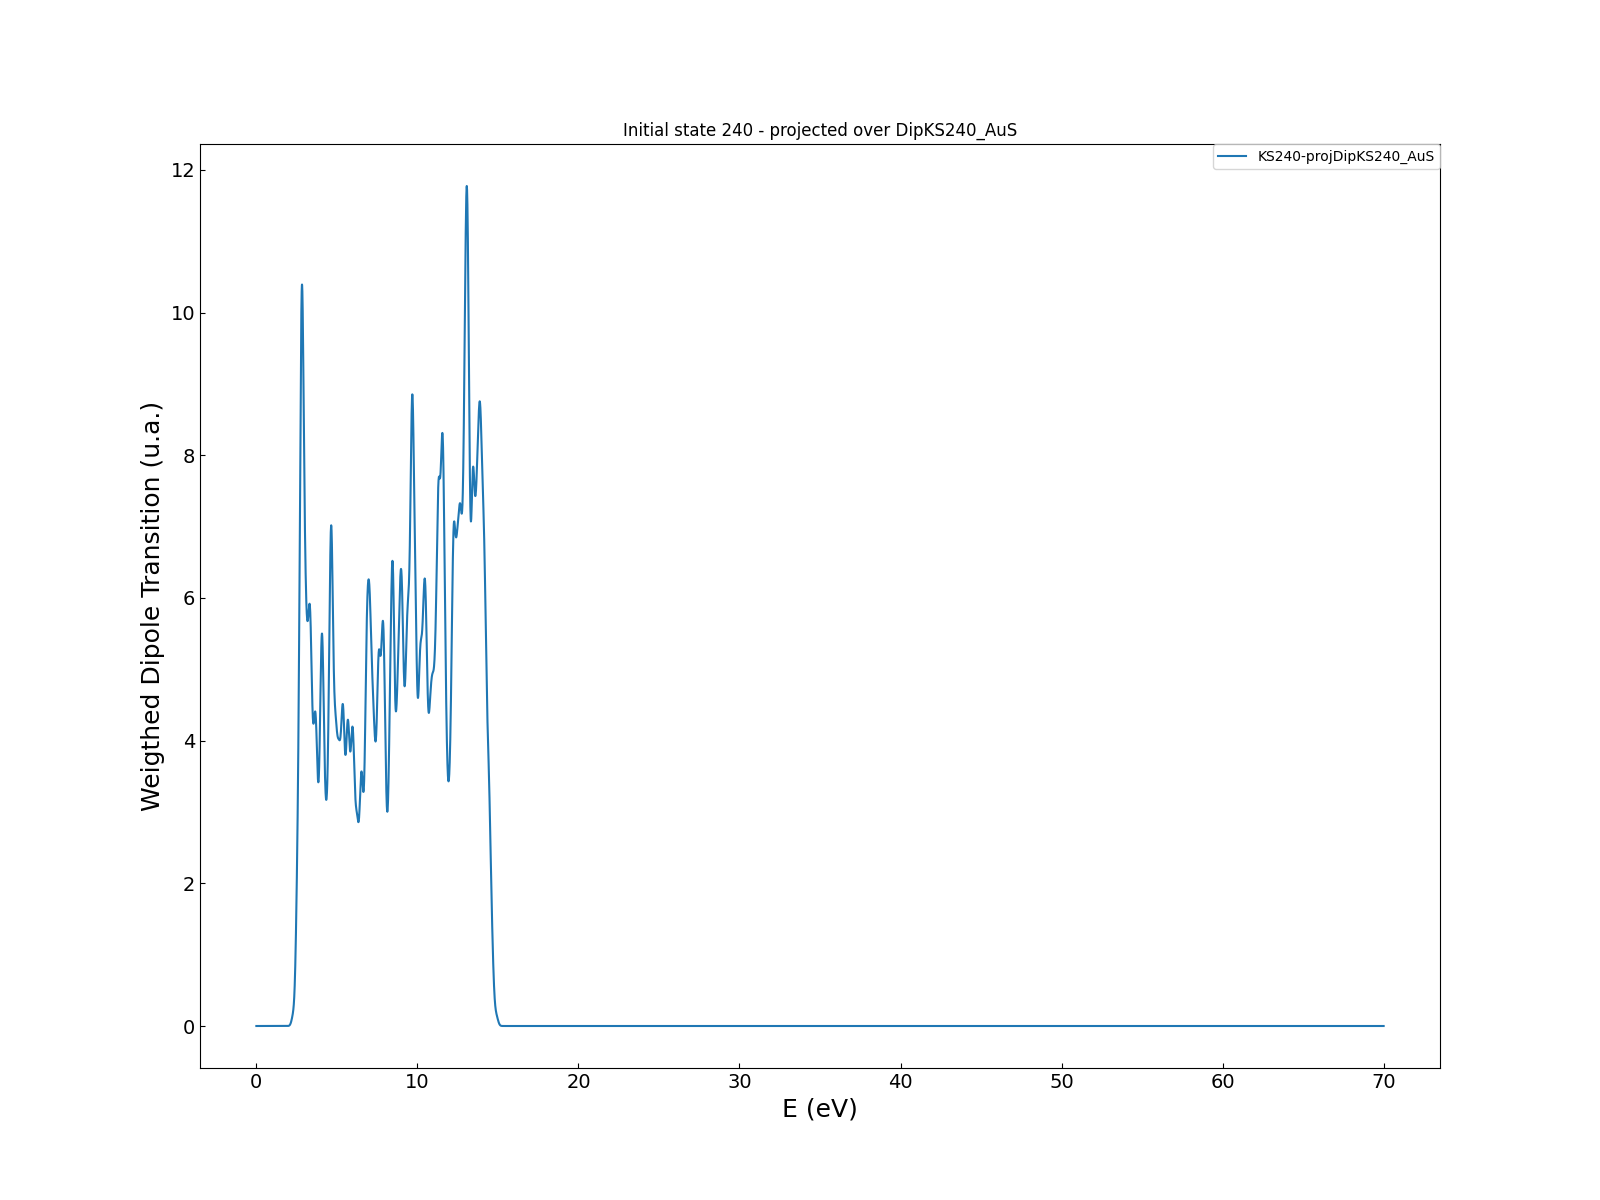 Initial state 240 - projected over DipKS240_AuS
KS240-projDipKS240_AuS
12
10
8
6
4
2
0
Weigthed Dipole Transition (u.a.)
0 10 20 30 40 50 60 70
E (eV)